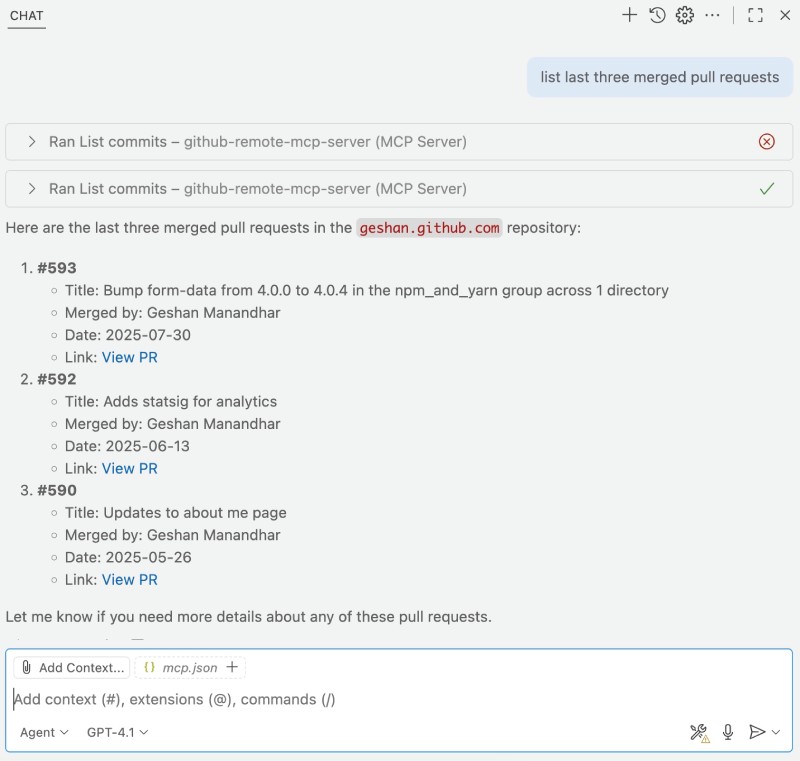 CHAT
list last three merged pull requests
Ran List commits – github-remote-mcp-server (MCP Server)
Ran List commits – github-remote-mcp-server (MCP Server)
Here are the last three merged pull requests in the geshan.github.com repository:
1. #593
Title: Bump form-data from 4.0.0 to 4.0.4 in the npm_and_yarn group across 1 directory
Merged by: Geshan Manandhar
Date: 2025-07-30
Link: View PR
2. #592
Title: Adds statsig for analytics
Merged by: Geshan Manandhar
Date: 2025-06-13
Link: View PR
3. #590
Title: Updates to about me page
Merged by: Geshan Manandhar
Date: 2025-05-26
Link: View PR
Let me know if you need more details about any of these pull requests.
Add Context... {} mcp.json +
Add context (#), extensions (@), commands (/)
Agent GPT-4.1